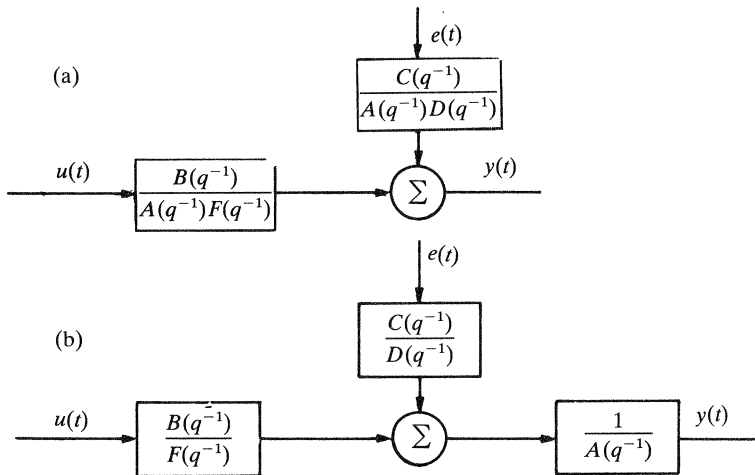 e(t)
(a)
C(q⁻¹)
A(q⁻¹)D(q⁻¹)
u(t)
B(q⁻¹)
A(q⁻¹)F(q⁻¹)
Σ
y(t)
e(t)
(b)
C(q⁻¹)
D(q⁻¹)
u(t)
B(q⁻¹)
F(q⁻¹)
Σ
1
A(q⁻¹)
y(t)